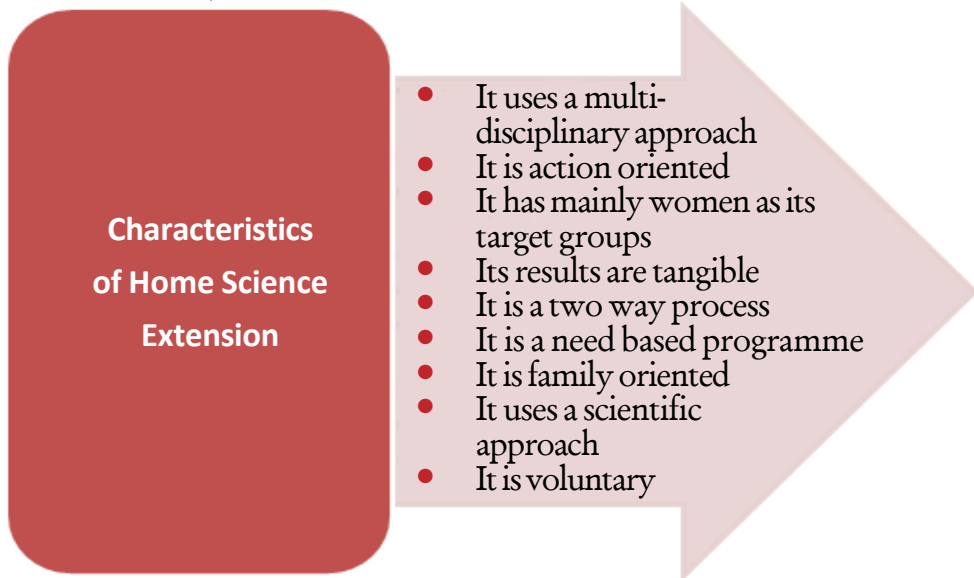 Characteristics
of Home Science
Extension
• It uses a multi-
disciplinary approach
• It is action oriented
• It has mainly women as its
target groups
• Its results are tangible
• It is a two way process
• It is a need based programme
• It is family oriented
• It uses a scientific
approach
• It is voluntary